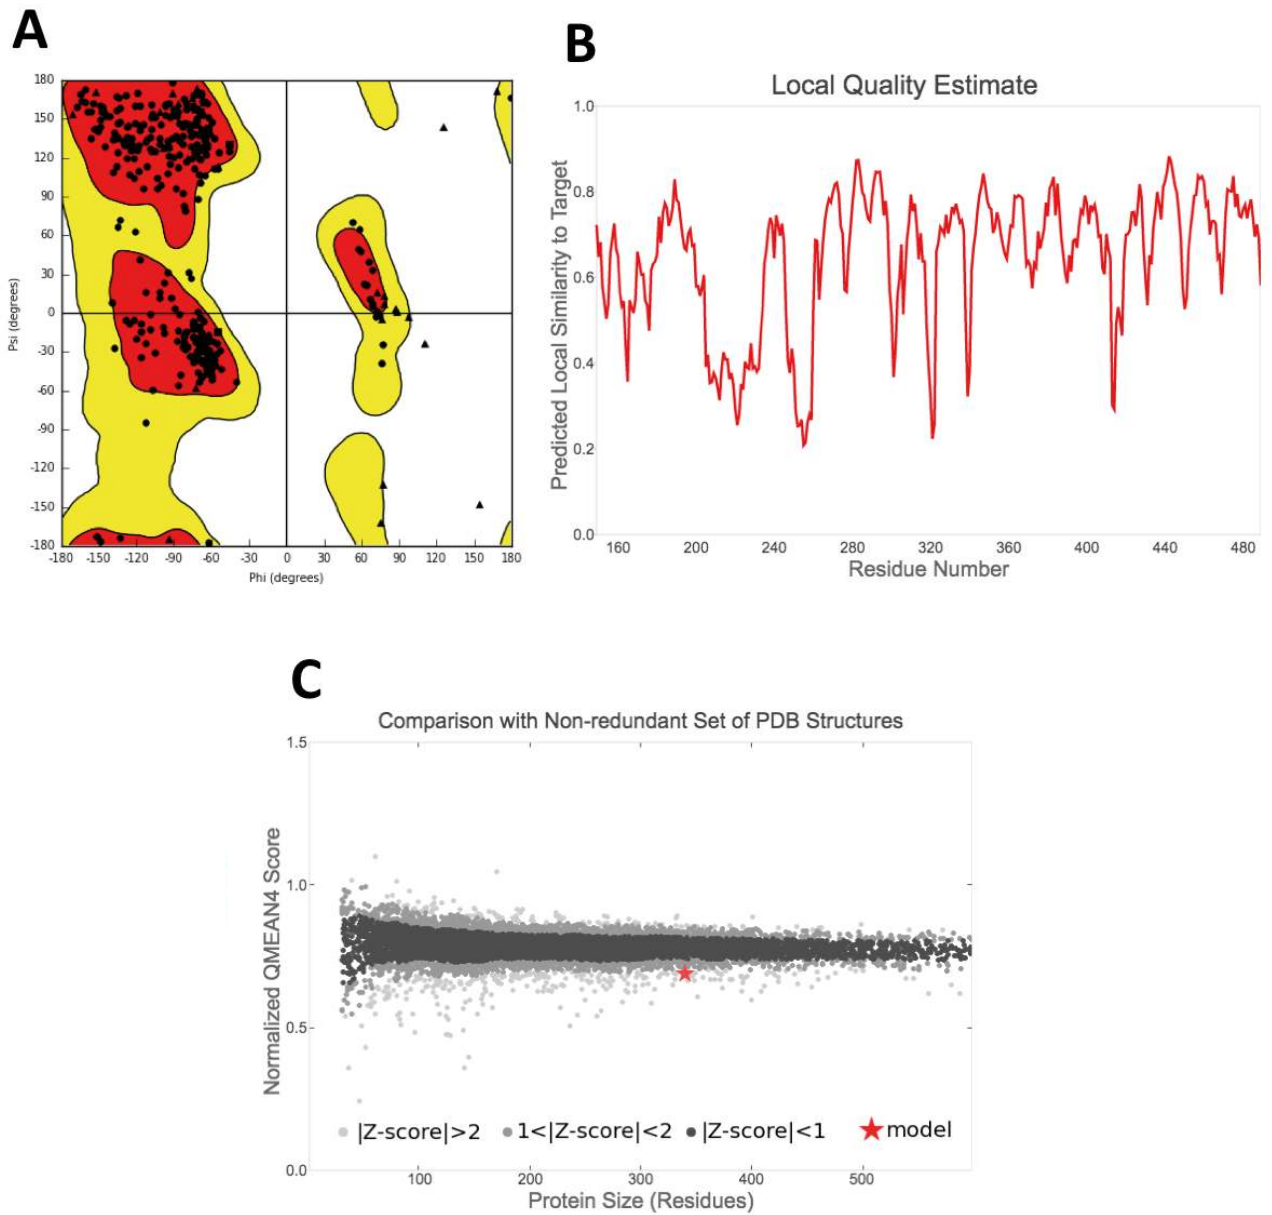 A
180
150
120
90
60
30
0
-30
-60
-90
-120
-150
-180
-180 -150 -120 -90 -60 -30 0 30 60 90 120 150 180
Psi (degrees)
Phi (degrees)
B
Local Quality Estimate
1.0
0.8
0.6
0.4
0.2
0.0
160 200 240 280 320 360 400 440 480
Predicted Local Similarity to Target
Residue Number
C
Comparison with Non-redundant Set of PDB Structures
1.5
1.0
0.5
0.0
Normalized QMEAN4 Score
|Z-score|>2 1<|Z-score|<2 |Z-score|<1 model
100 200 300 400 500
Protein Size (Residues)